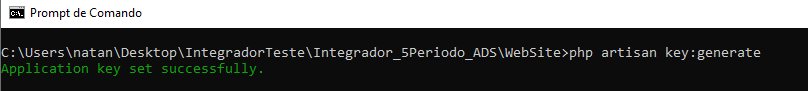 Prompt de Comando
C:\Users\natan\Desktop\IntegradorTeste\Integrador_5Periodo_ADS\WebSite>php artisan key:generate
Application key set successfully.